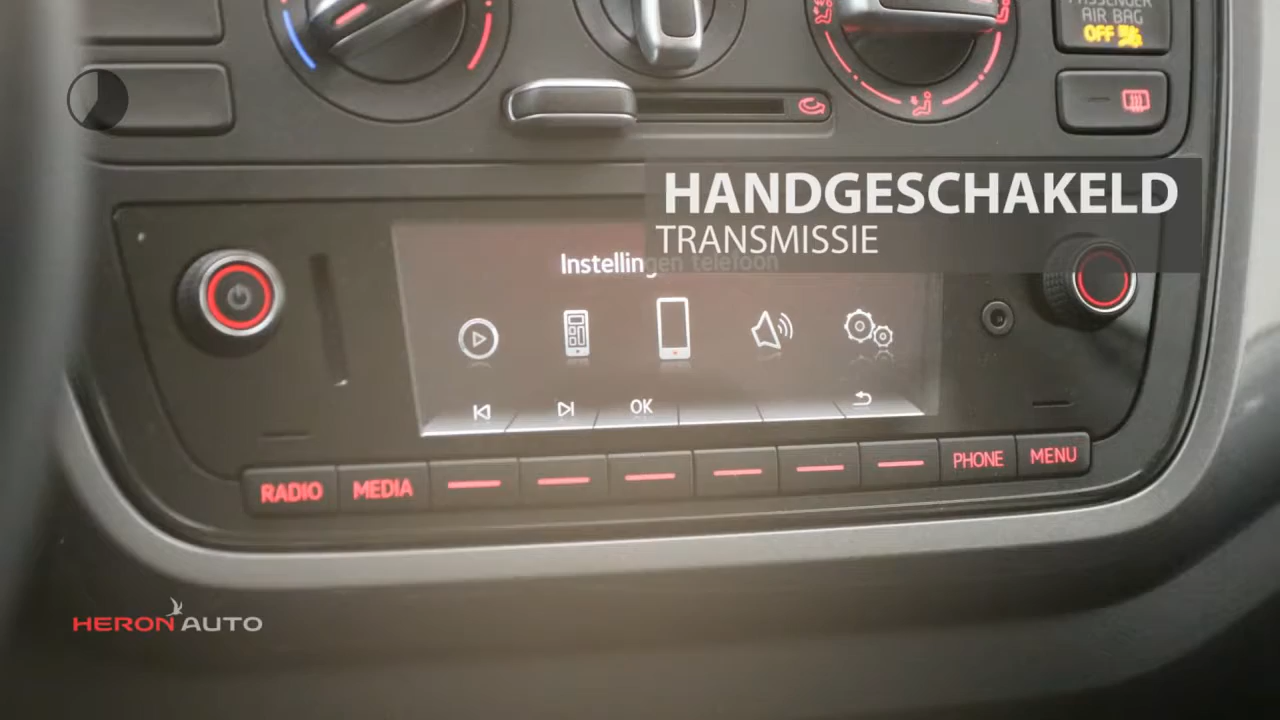 PASSENGER
AIR BAG
OFF
HANDGESCHAKELD
TRANSMISSIE
Instellingen telefoon
OK
RADIO
MEDIA
PHONE
MENU
HERON AUTO